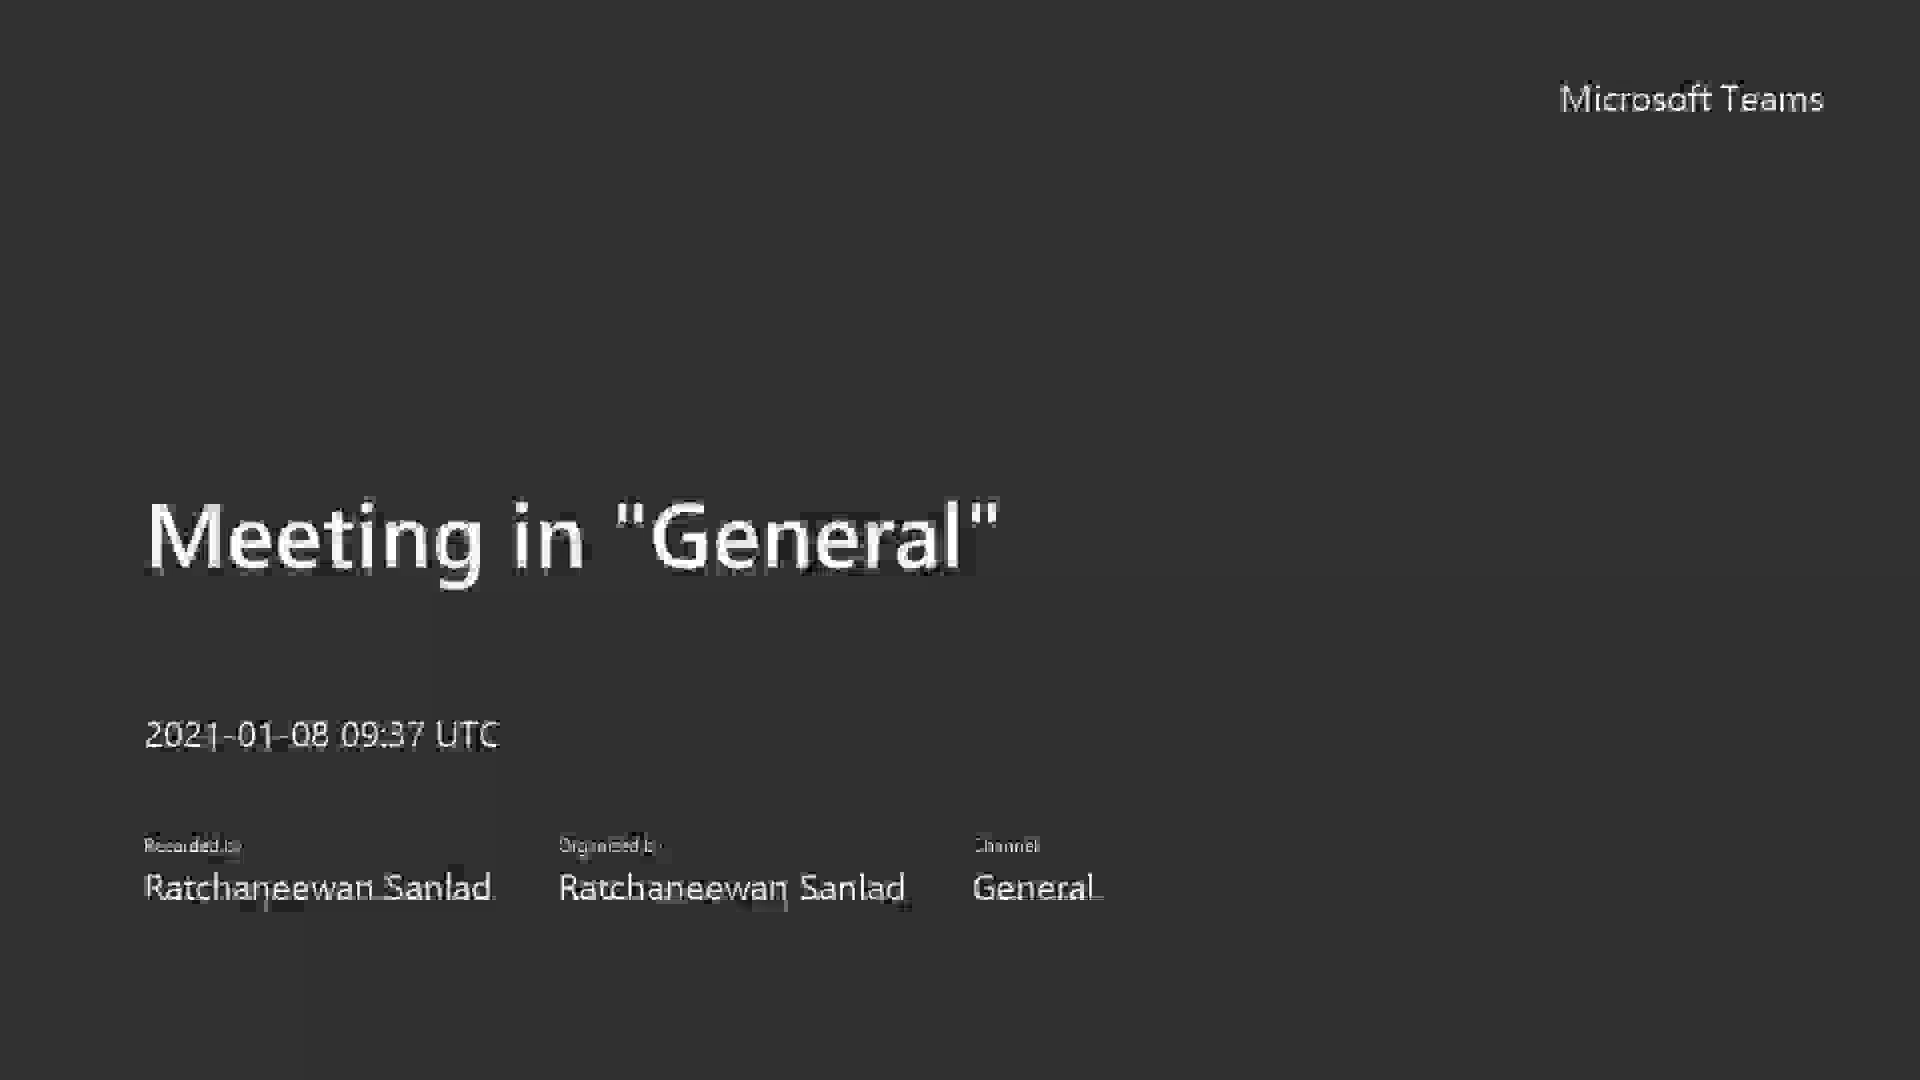 Microsoft Teams
Meeting in "General"
2021-01-08 09:37 UTC
Recorded by
Organized by
Channel
Ratchaneewan Sanlad
Ratchaneewan Sanlad
General